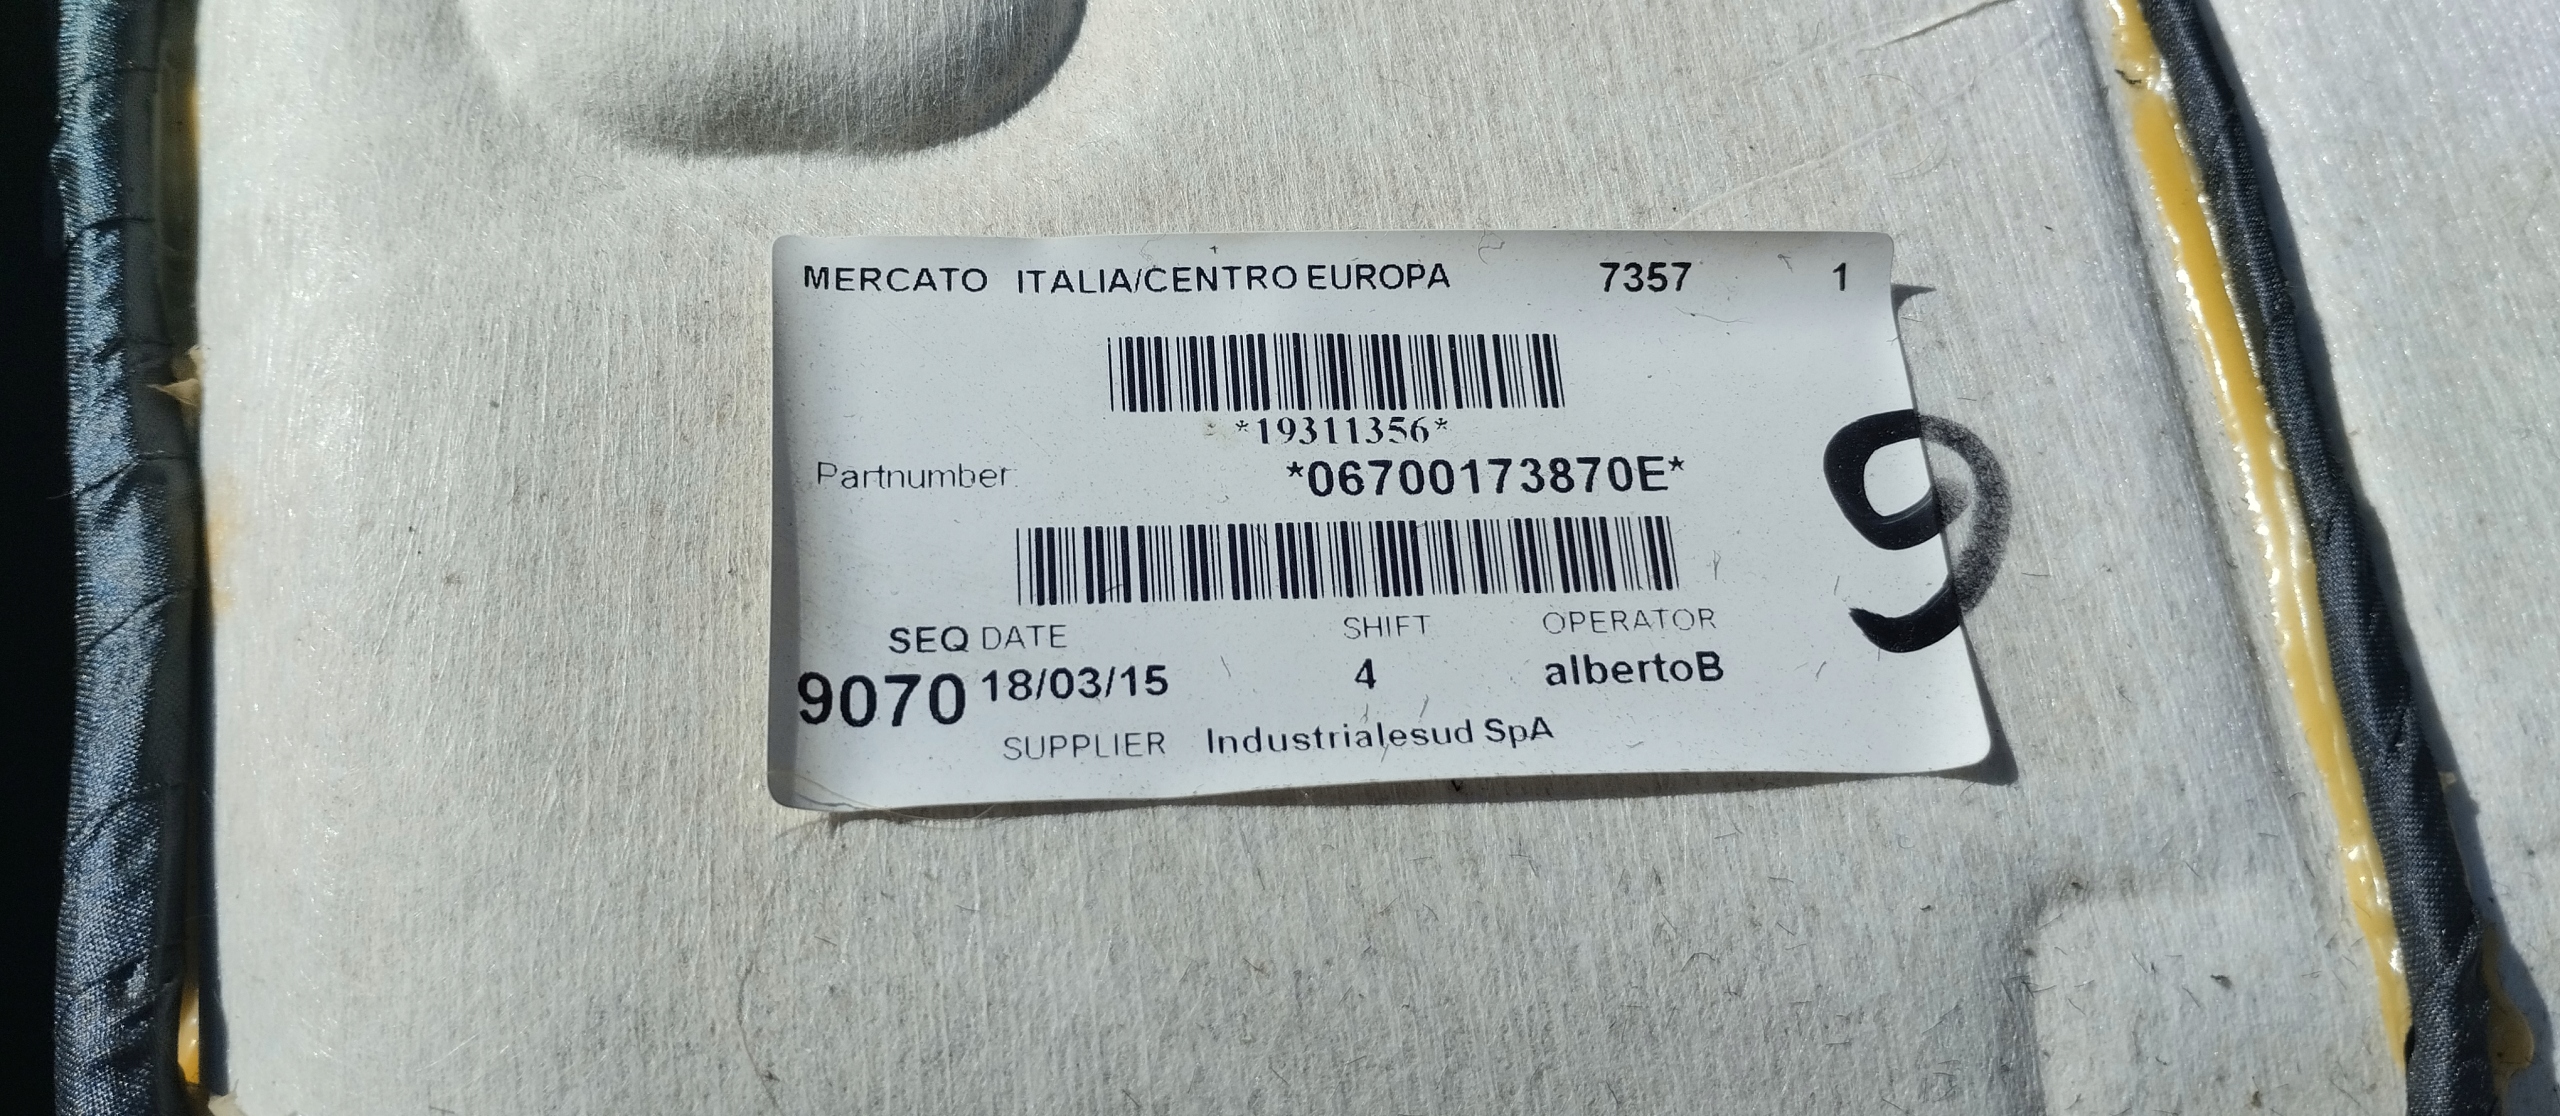 MERCATO ITALIA/CENTRO EUROPA 7357 1
*19311356*
Partnumber: *06700173870E*
9
SEQ DATE SHIFT OPERATOR
9070 18/03/15 4 albertoB
SUPPLIER Industrialesud SpA